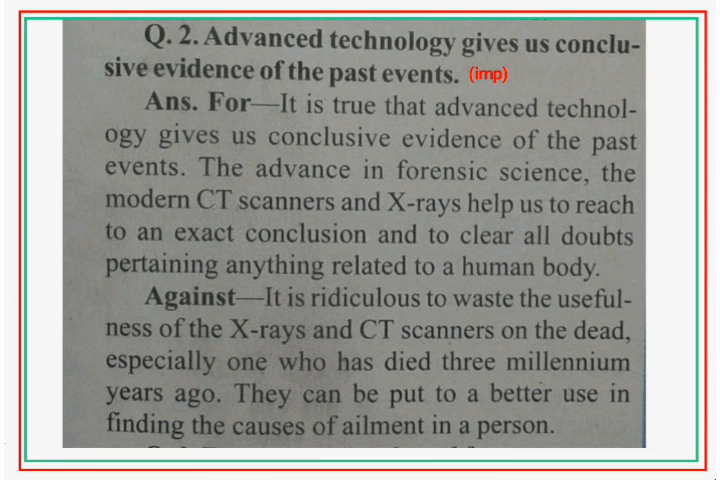 Q. 2. Advanced technology gives us conclu-
sive evidence of the past events. (imp)
Ans. For—It is true that advanced technol-
ogy gives us conclusive evidence of the past
events. The advance in forensic science, the
modern CT scanners and X-rays help us to reach
to an exact conclusion and to clear all doubts
pertaining anything related to a human body.
Against—It is ridiculous to waste the useful-
ness of the X-rays and CT scanners on the dead,
especially one who has died three millennium
years ago. They can be put to a better use in
finding the causes of ailment in a person.